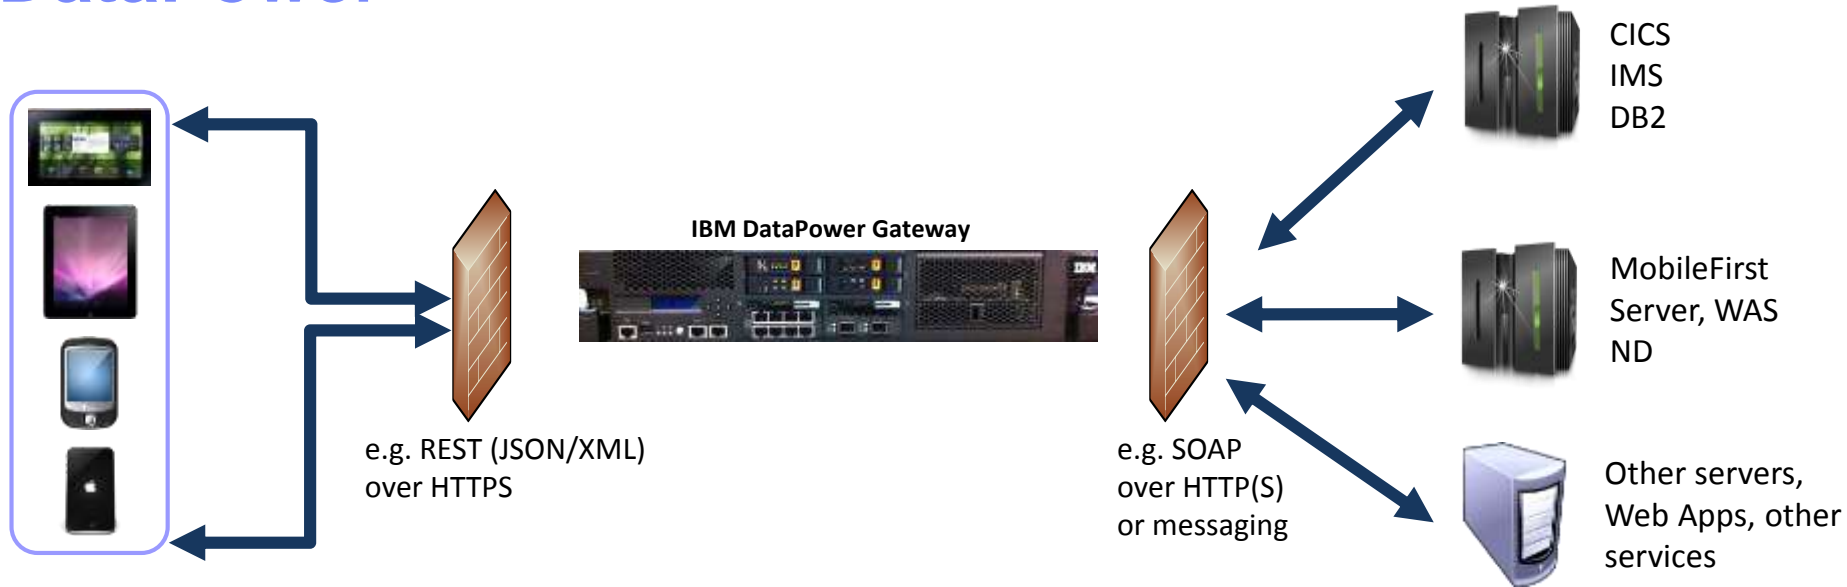 DataPower
IBM DataPower Gateway
e.g. REST (JSON/XML)
over HTTPS
e.g. SOAP
over HTTP(S)
or messaging
CICS
IMS
DB2
MobileFirst
Server, WAS
ND
Other servers,
Web Apps, other
services